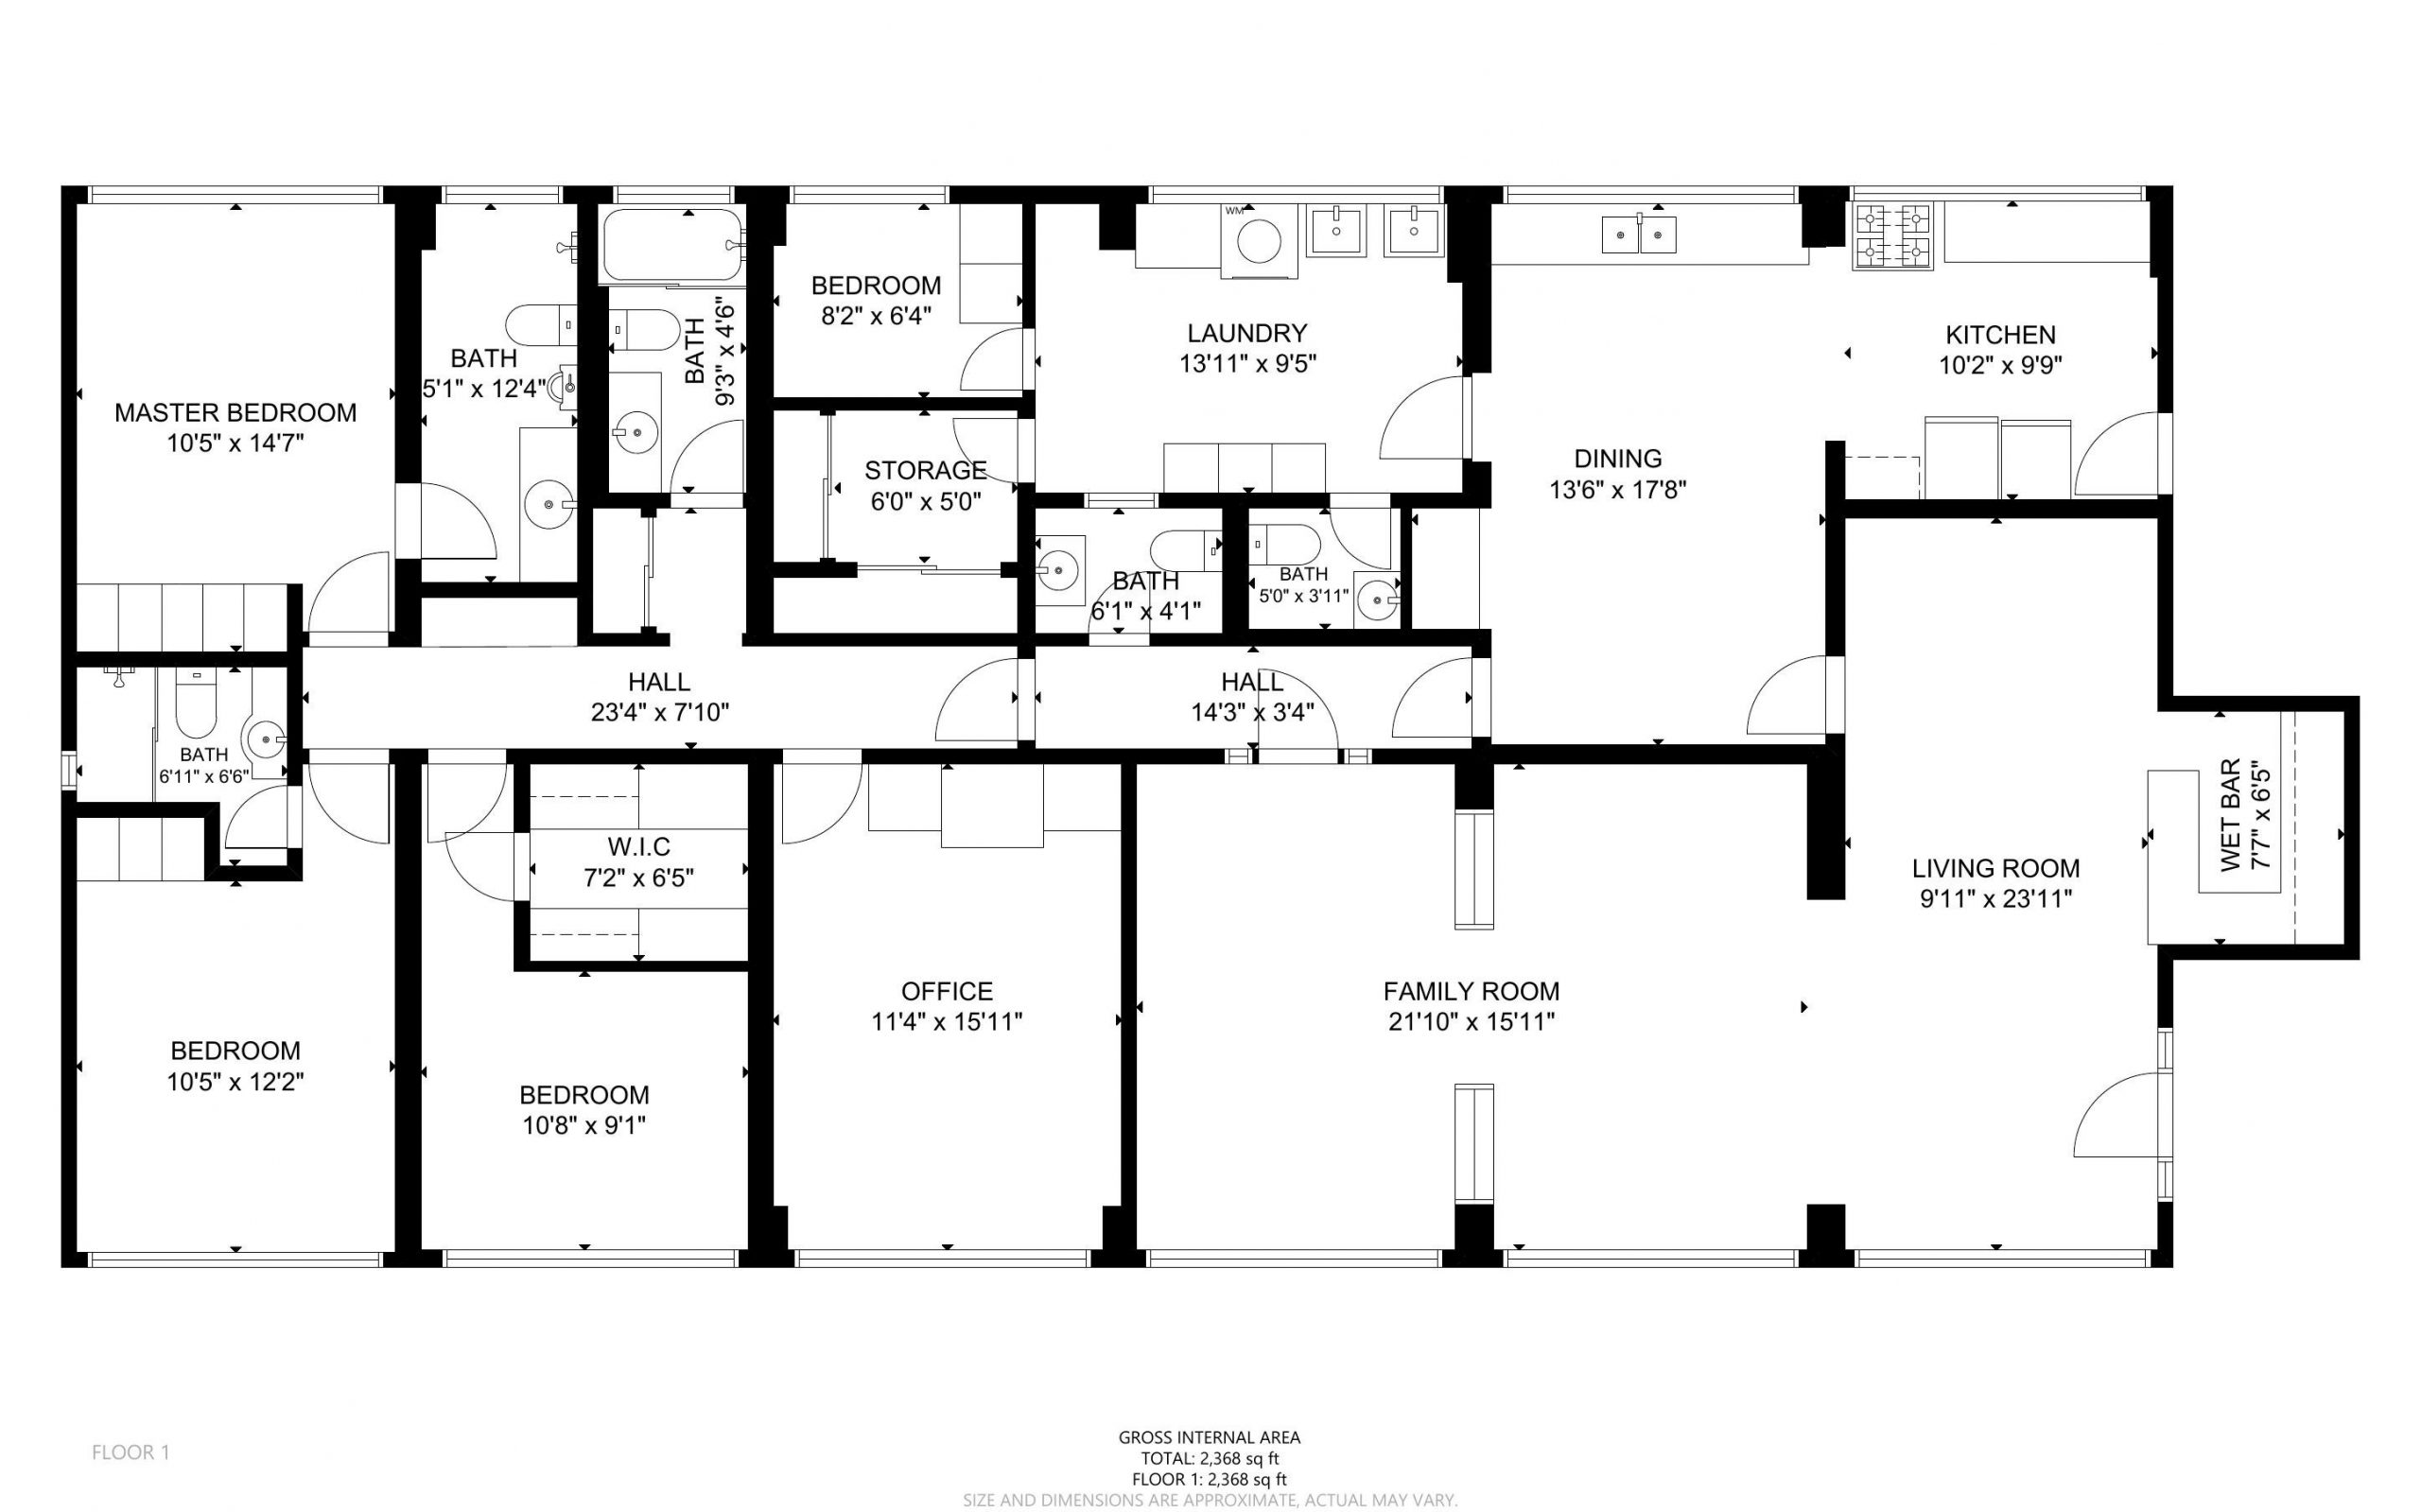 WM
BEDROOM
8'2" x 6'4"
BATH
9'3" x 4'6"
LAUNDRY
13'11" x 9'5"
KITCHEN
10'2" x 9'9"
BATH
5'1" x 12'4"
MASTER BEDROOM
10'5" x 14'7"
STORAGE
6'0" x 5'0"
DINING
13'6" x 17'8"
BATH
6'1" x 4'1"
BATH
5'0" x 3'11"
HALL
23'4" x 7'10"
HALL
14'3" x 3'4"
BATH
6'11" x 6'6"
W.I.C
7'2" x 6'5"
WET BAR
7'7" x 6'5"
LIVING ROOM
9'11" x 23'11"
OFFICE
11'4" x 15'11"
FAMILY ROOM
21'10" x 15'11"
BEDROOM
10'5" x 12'2"
BEDROOM
10'8" x 9'1"
FLOOR 1
GROSS INTERNAL AREA
TOTAL: 2,368 sq ft
FLOOR 1: 2,368 sq ft
SIZE AND DIMENSIONS ARE APPROXIMATE, ACTUAL MAY VARY.